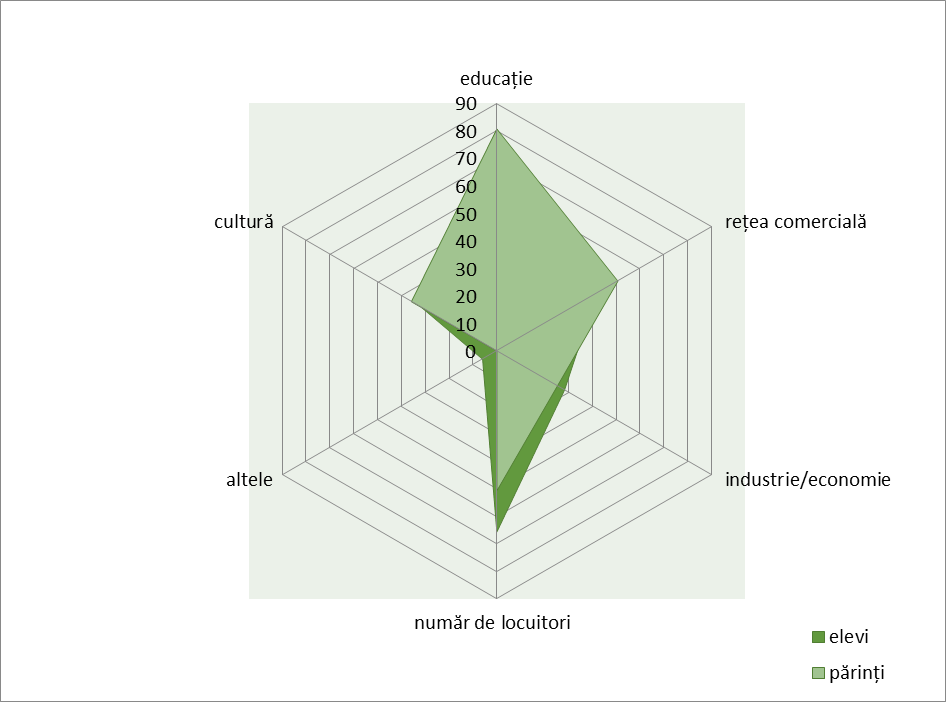 educație
90
80
70
60
50
40
30
20
10
0
cultură
rețea comercială
altele
industrie/economie
număr de locuitori
elevi
părinți